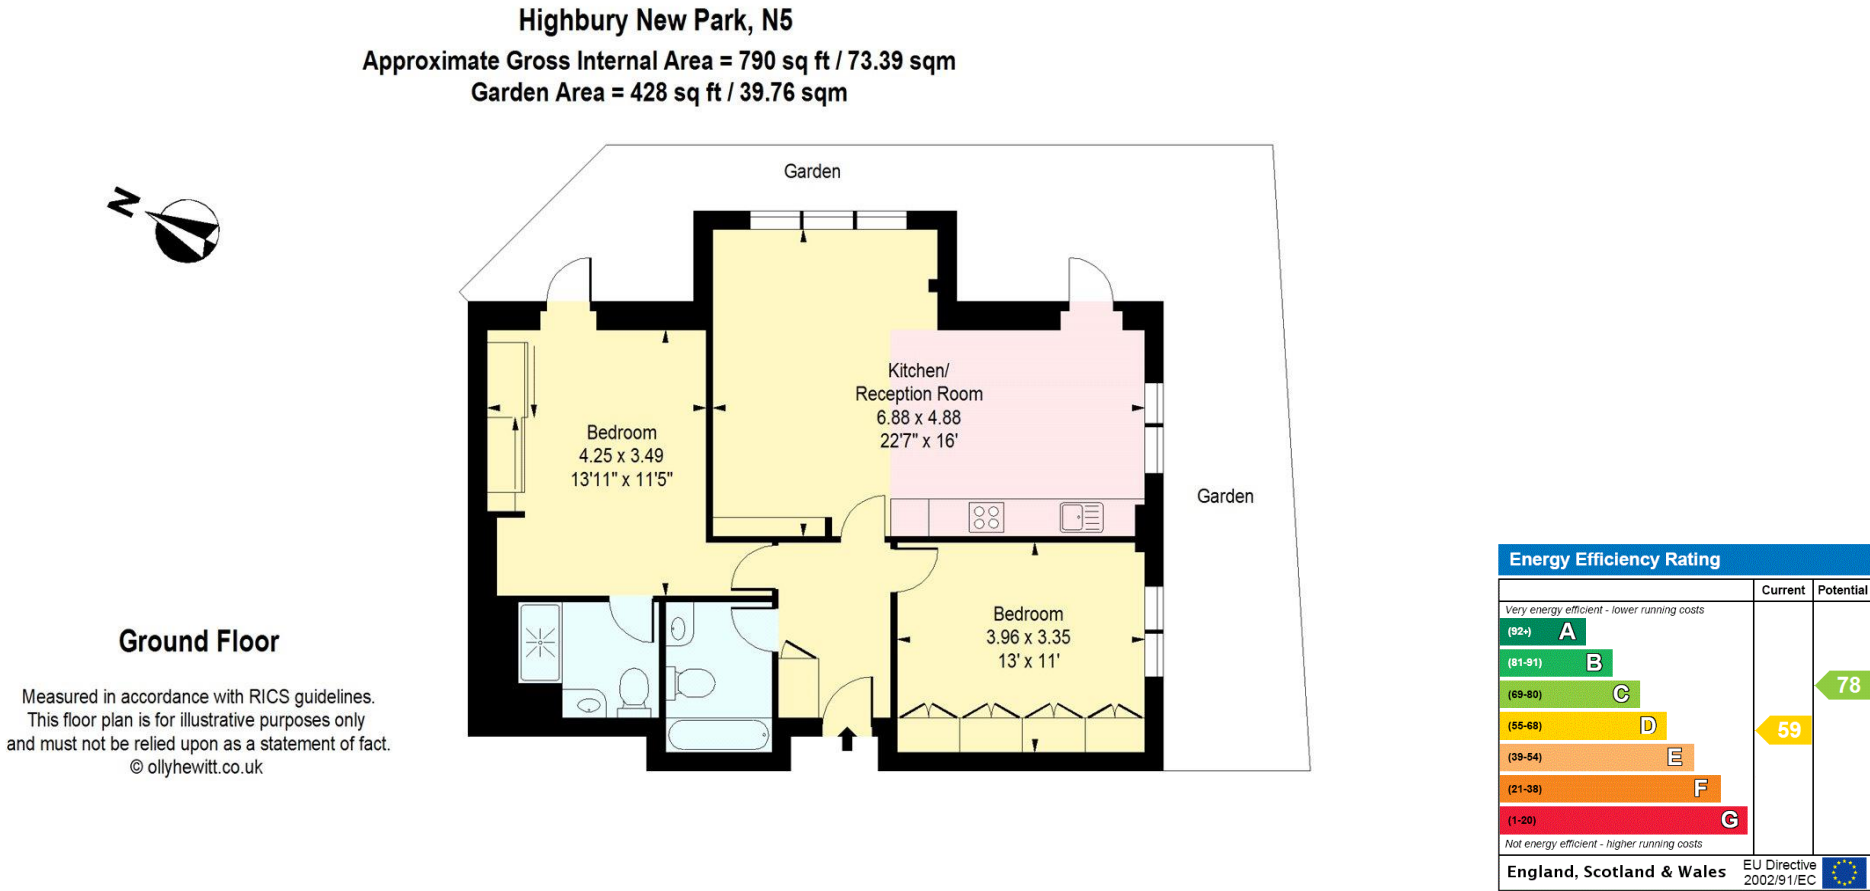 Highbury New Park, N5
Approximate Gross Internal Area = 790 sq ft / 73.39 sqm
Garden Area = 428 sq ft / 39.76 sqm
N
Garden
Kitchen/
Reception Room
6.88 x 4.88
22'7" x 16'
Bedroom
4.25 x 3.49
13'11" x 11'5"
Garden
Bedroom
3.96 x 3.35
13' x 11'
Ground Floor
Measured in accordance with RICS guidelines.
This floor plan is for illustrative purposes only
and must not be relied upon as a statement of fact.
© ollyhewitt.co.uk
Energy Efficiency Rating
Current Potential
Very energy efficient - lower running costs
(92+) A
(81-91) B
(69-80) C
78
(55-68) D
59
(39-54) E
(21-38) F
(1-20) G
Not energy efficient - higher running costs
England, Scotland & Wales
EU Directive
2002/91/EC